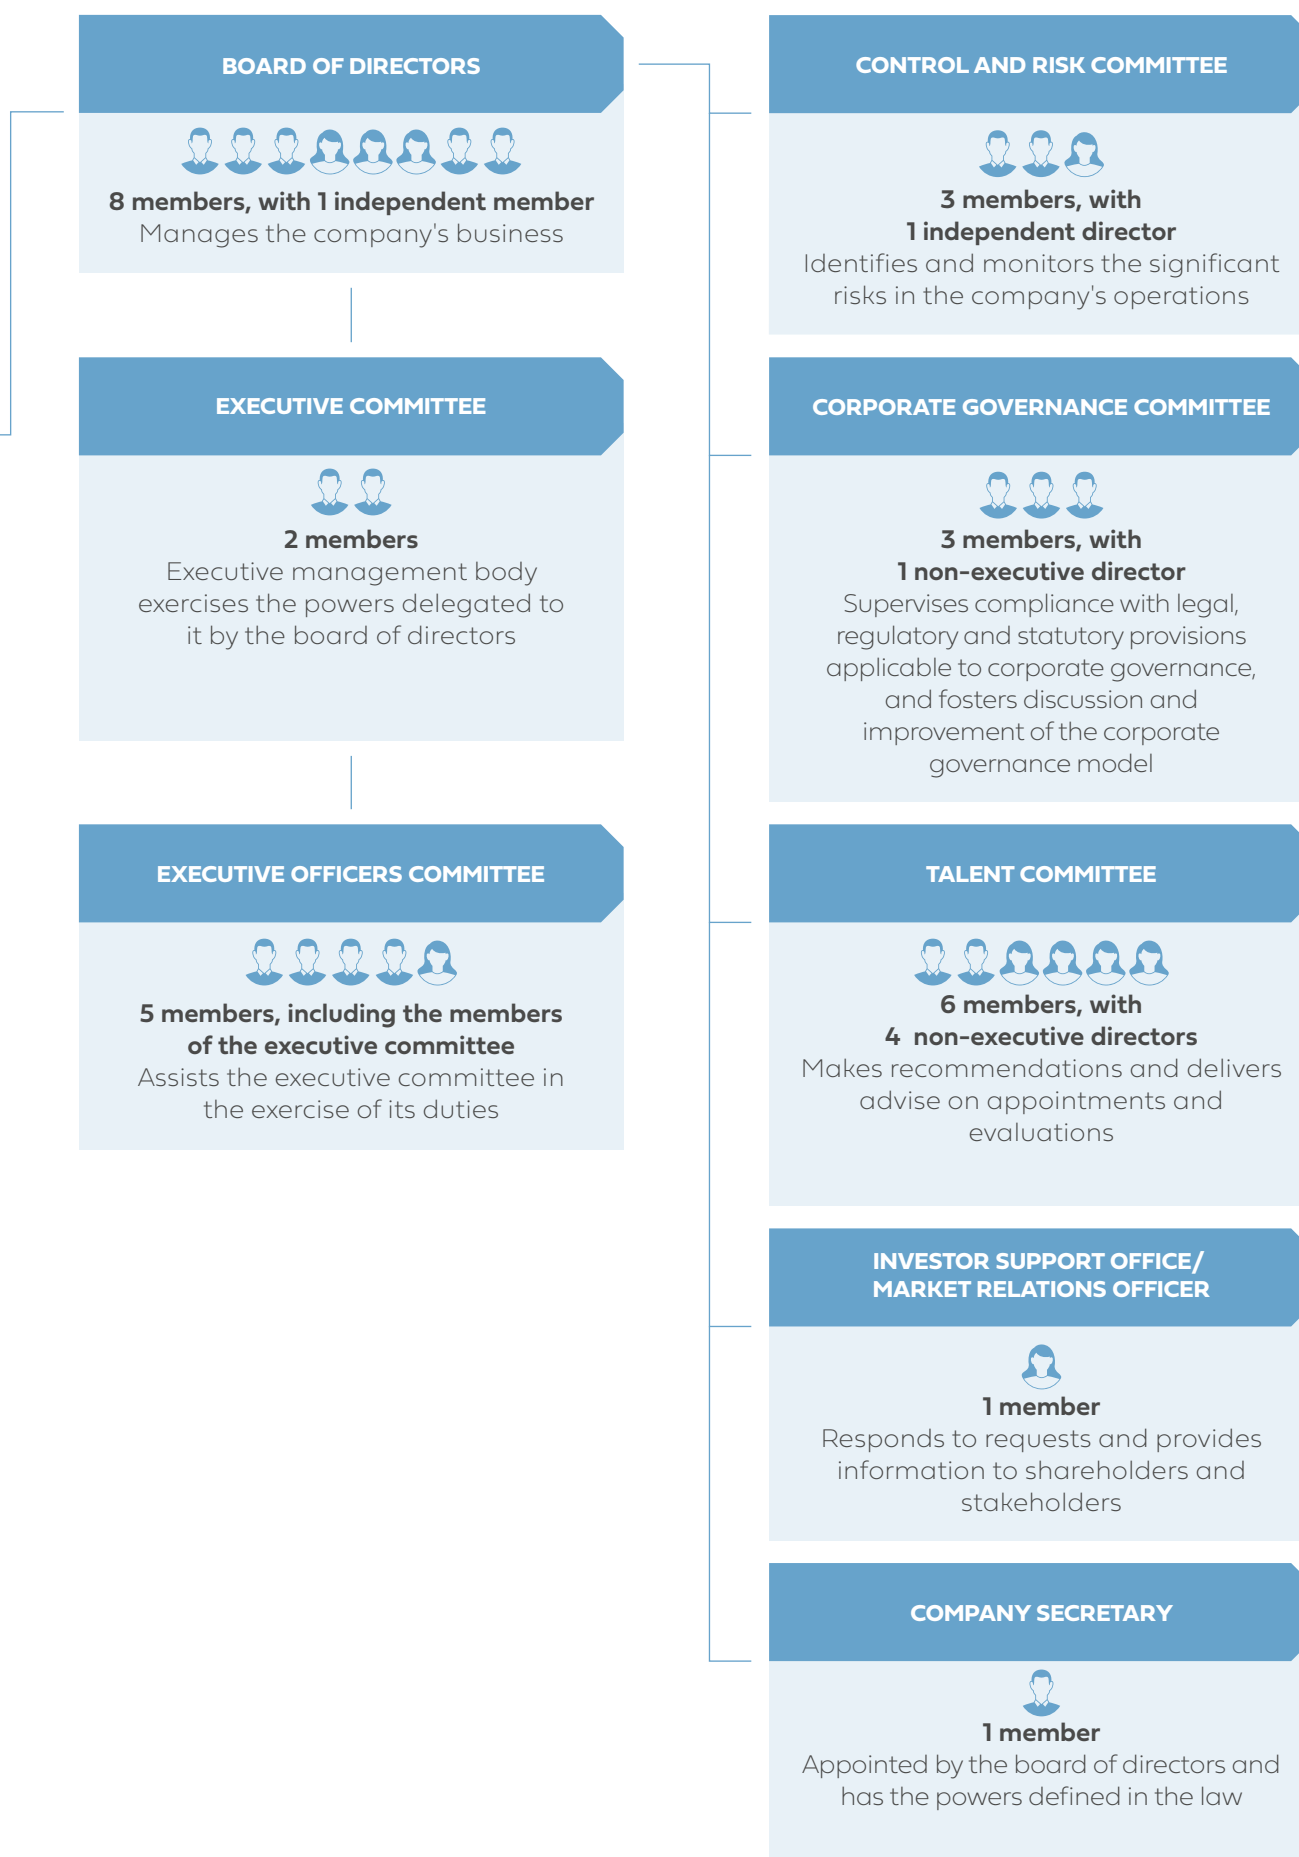 BOARD OF DIRECTORS
8 members, with 1 independent member
Manages the company's business
EXECUTIVE COMMITTEE
2 members
Executive management body
exercises the powers delegated to
it by the board of directors
EXECUTIVE OFFICERS COMMITTEE
5 members, including the members
of the executive committee
Assists the executive committee in
the exercise of its duties
CONTROL AND RISK COMMITTEE
3 members, with
1 independent director
Identifies and monitors the significant
risks in the company's operations
CORPORATE GOVERNANCE COMMITTEE
3 members, with
1 non-executive director
Supervises compliance with legal,
regulatory and statutory provisions
applicable to corporate governance,
and fosters discussion and
improvement of the corporate
governance model
TALENT COMMITTEE
6 members, with
4 non-executive directors
Makes recommendations and delivers
advise on appointments and
evaluations
INVESTOR SUPPORT OFFICE/
MARKET RELATIONS OFFICER
1 member
Responds to requests and provides
information to shareholders and
stakeholders
COMPANY SECRETARY
1 member
Appointed by the board of directors and
has the powers defined in the law